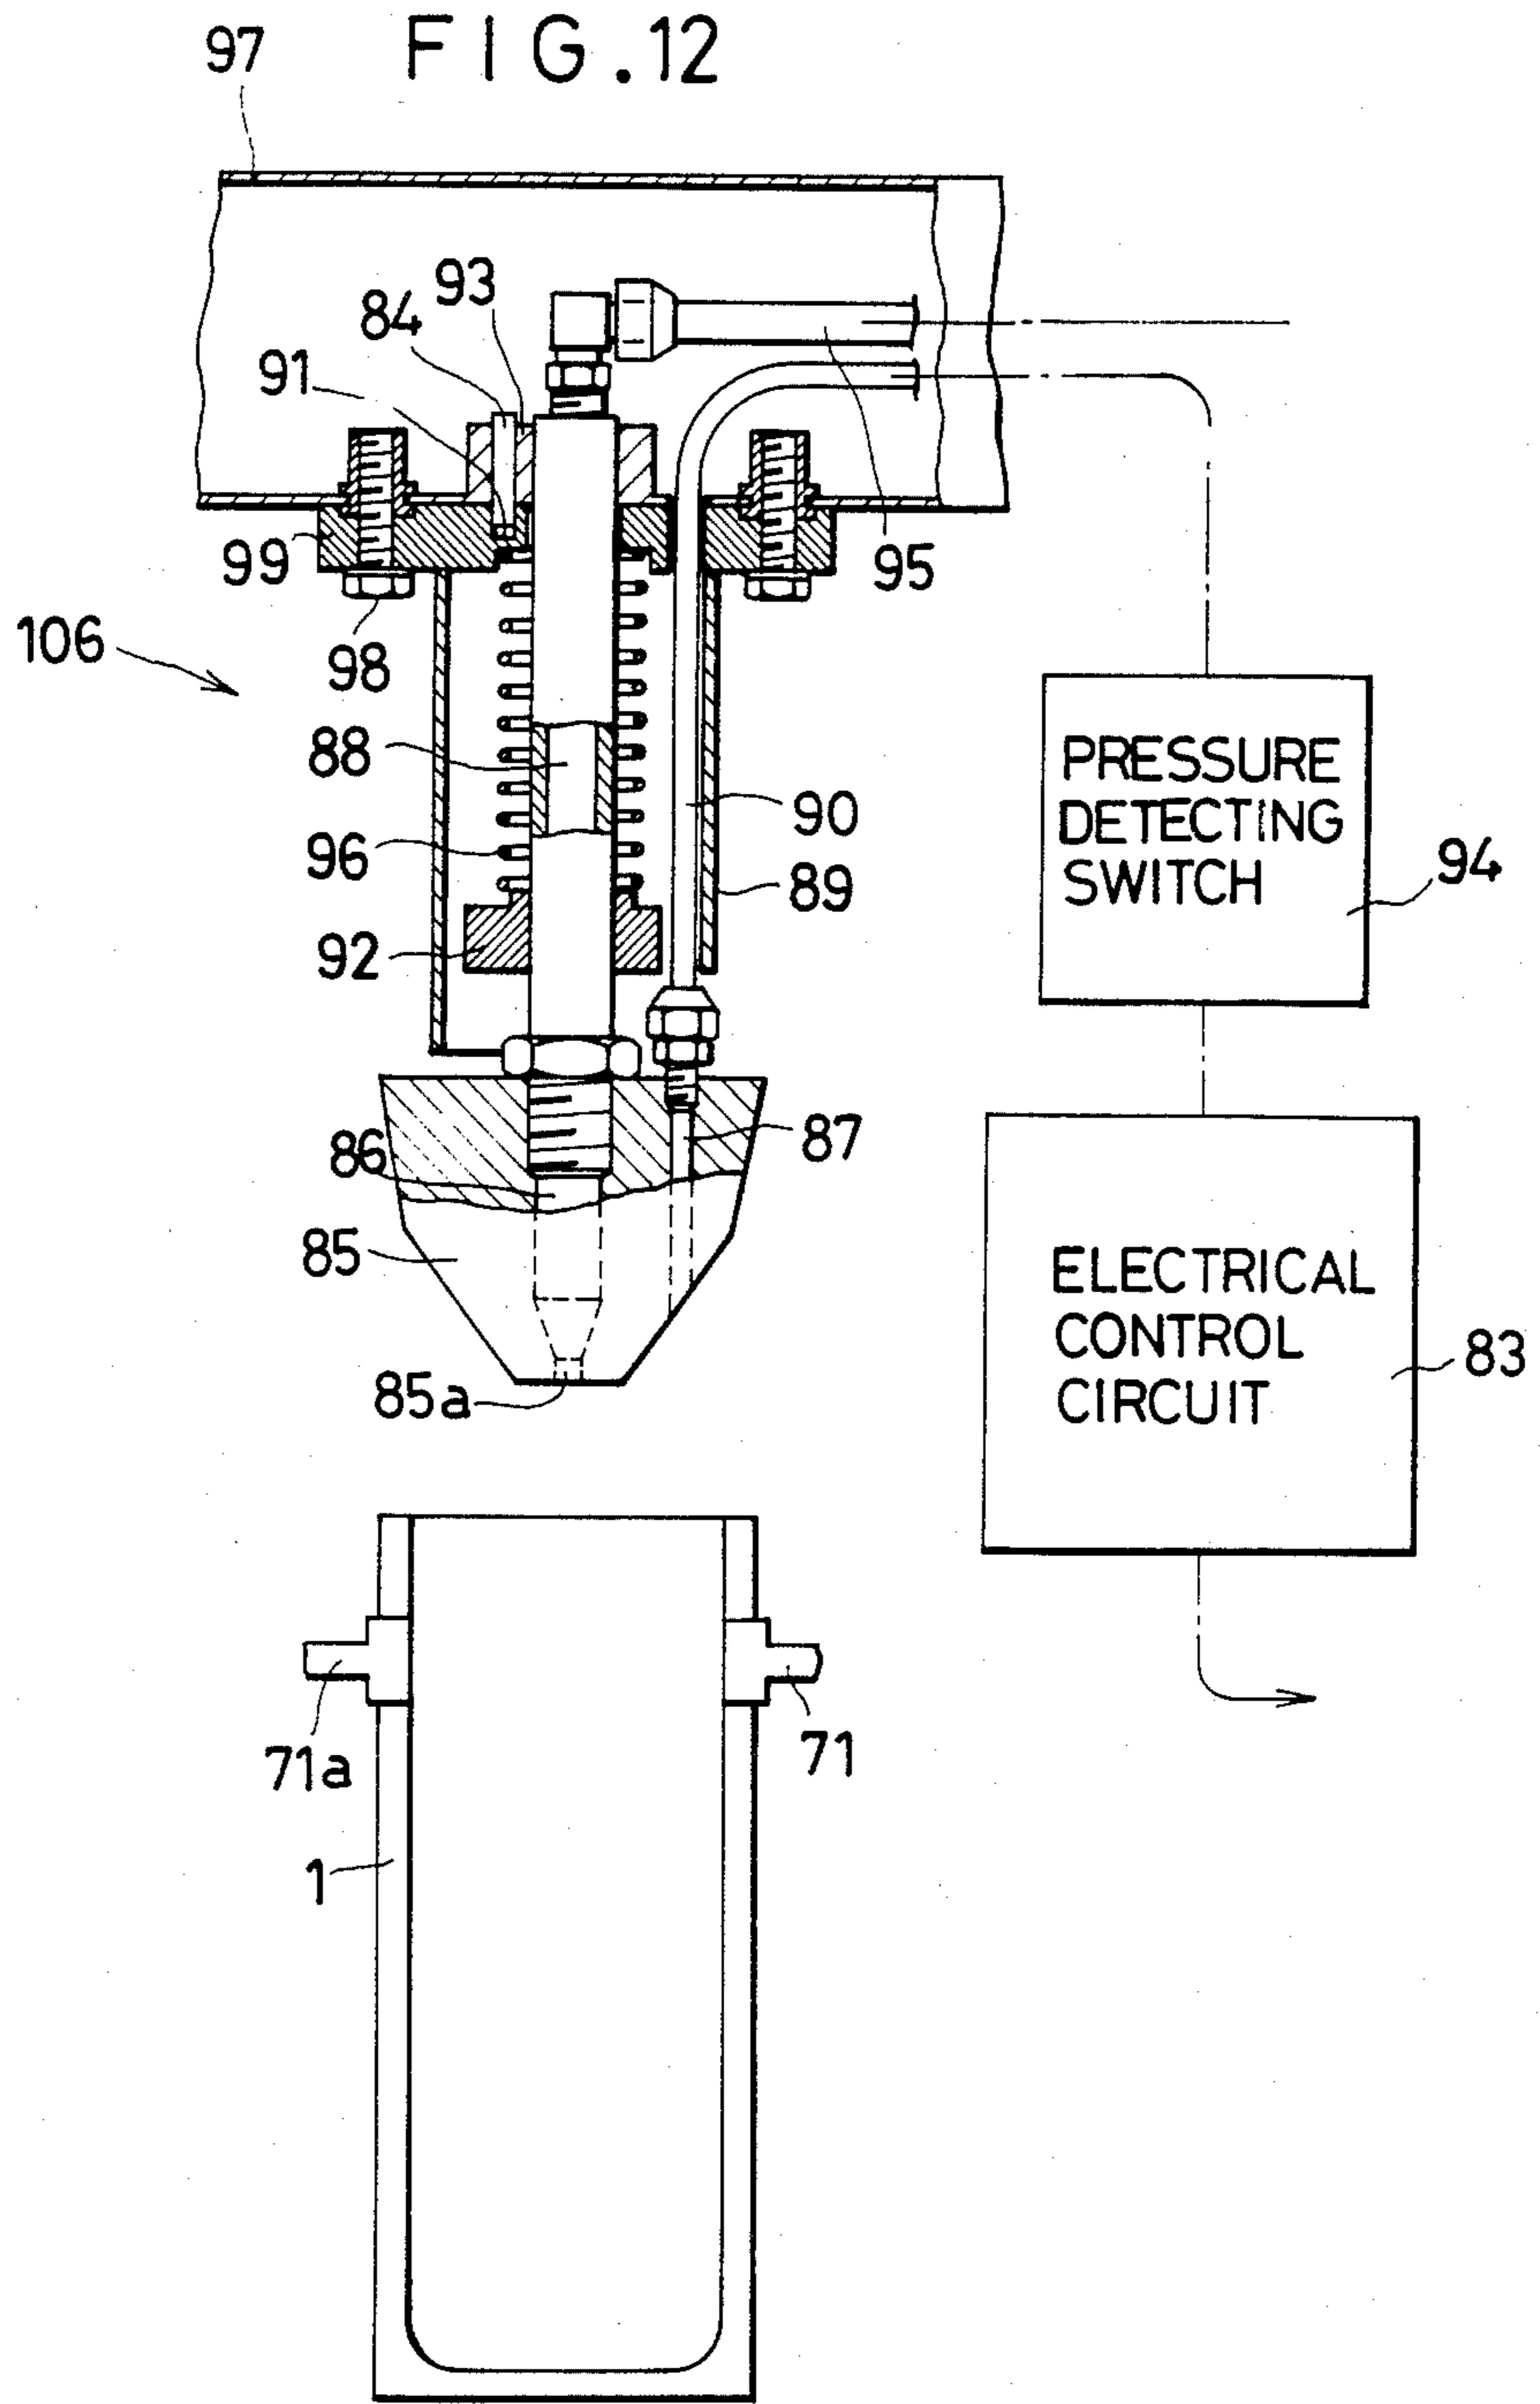 FIG.12
97
93
84
91
99
95
98
106
88
PRESSURE
DETECTING
SWITCH
90
96
89
94
92
87
86
85
ELECTRICAL
CONTROL
CIRCUIT
83
85a
71a
71
1